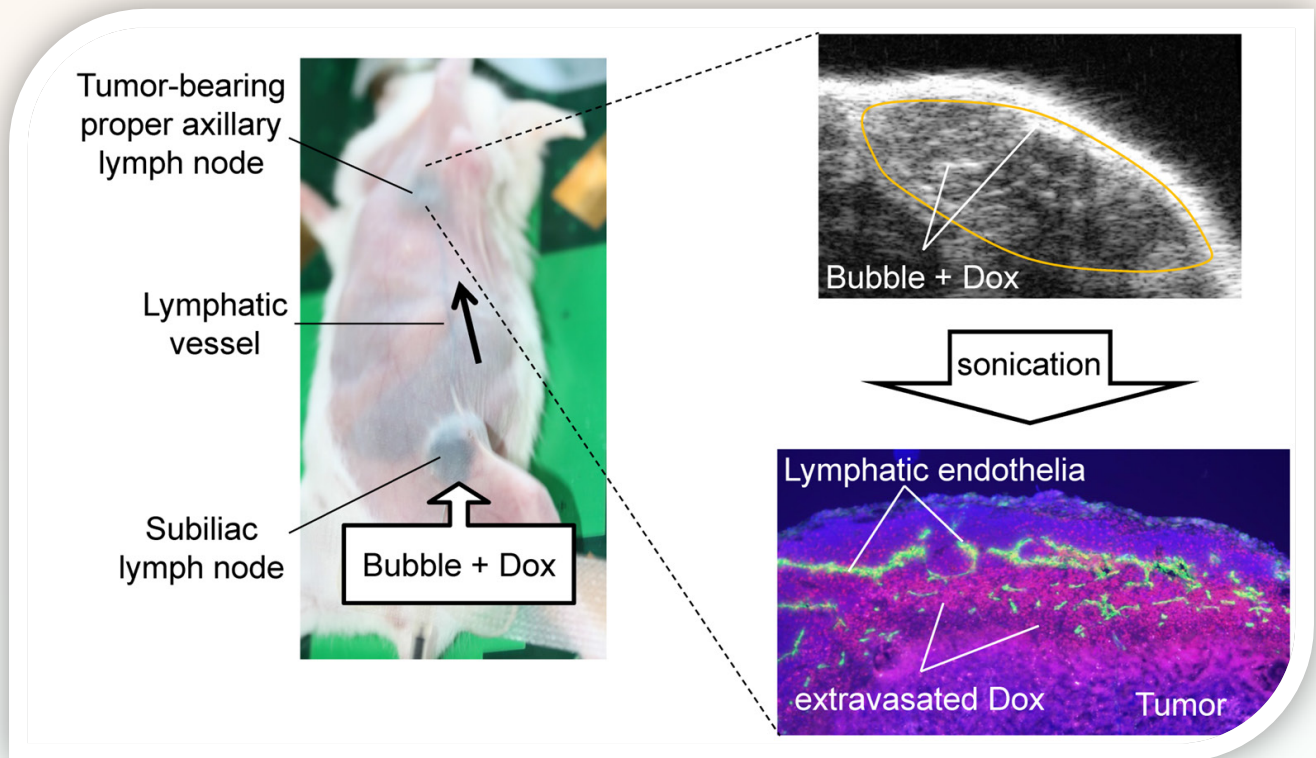 Tumor-bearing
proper axillary
lymph node
Lymphatic
vessel
Subiliac
lymph node
Bubble + Dox
Bubble + Dox
sonication
Lymphatic endothelia
extravasated Dox
Tumor